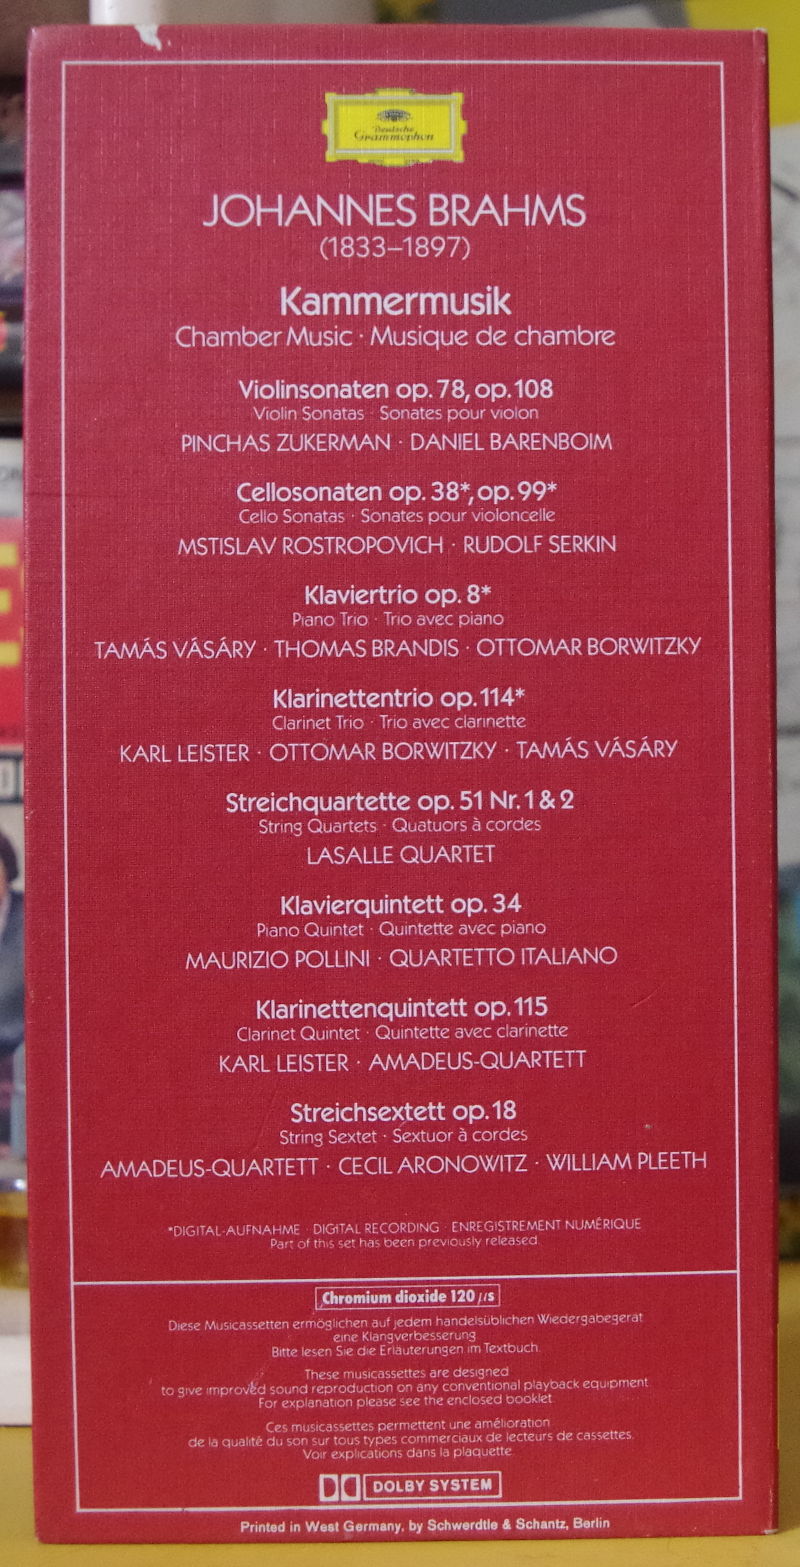 Deutsche
Grammophon
JOHANNES BRAHMS
(1833–1897)
Kammermusik
Chamber Music · Musique de chambre
Violinsonaten op. 78, op. 108
Violin Sonatas · Sonates pour violon
PINCHAS ZUKERMAN · DANIEL BARENBOIM
Cellosonaten op. 38*, op. 99*
Cello Sonatas · Sonates pour violoncelle
MSTISLAV ROSTROPOVICH · RUDOLF SERKIN
Klaviertrio op. 8*
Piano Trio · Trio avec piano
TAMÁS VÁSÁRY · THOMAS BRANDIS · OTTOMAR BORWITZKY
Klarinettentrio op. 114*
Clarinet Trio · Trio avec clarinette
KARL LEISTER · OTTOMAR BORWITZKY · TAMÁS VÁSÁRY
Streichquartette op. 51 Nr. 1 & 2
String Quartets · Quatuors à cordes
LASALLE QUARTET
Klavierquintett op. 34
Piano Quintet · Quintette avec piano
MAURIZIO POLLINI · QUARTETTO ITALIANO
Klarinettenquintett op. 115
Clarinet Quintet · Quintette avec clarinette
KARL LEISTER · AMADEUS-QUARTETT
Streichsextett op. 18
String Sextet · Sextuor à cordes
AMADEUS-QUARTETT · CECIL ARONOWITZ · WILLIAM PLEETH
*DIGITAL-AUFNAHME · DIGITAL RECORDING · ENREGISTREMENT NUMÉRIQUE
Part of this set has been previously released.
Chromium dioxide 120 µs
Diese Musicassetten ermöglichen auf jedem handelsüblichen Wiedergabegerät
eine Klangverbesserung.
Bitte lesen Sie die Erläuterungen im Textbuch.
These musicassettes are designed
to give improved sound reproduction on any conventional playback equipment.
For explanation please see the enclosed booklet.
Ces musicassettes permettent une amélioration
de la qualité du son sur tous types commerciaux de lecteurs de cassettes.
Voir explications dans la plaquette.
DOLBY SYSTEM
Printed in West Germany, by Schwerdtle & Schantz, Berlin